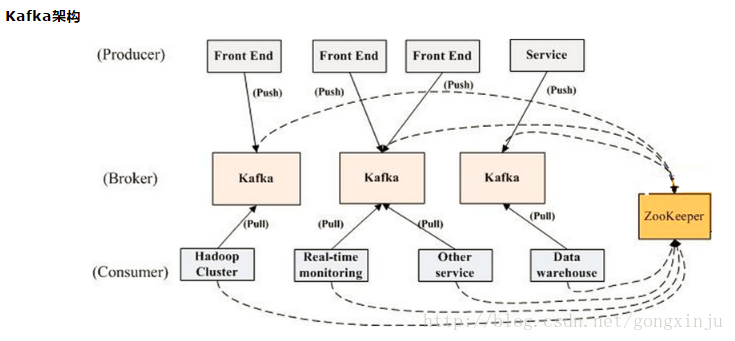 Kafka架构
(Producer)
Front End
Front End
Front End
Service
(Push)
(Push)
(Push)
(Push)
(Broker)
Kafka
Kafka
Kafka
ZooKeeper
(Pull)
(Pull)
(Pull)
(Pull)
(Consumer)
Hadoop
Cluster
Real-time
monitoring
Other
service
Data
warehouse
http://blog.csdn.net/gongxinju